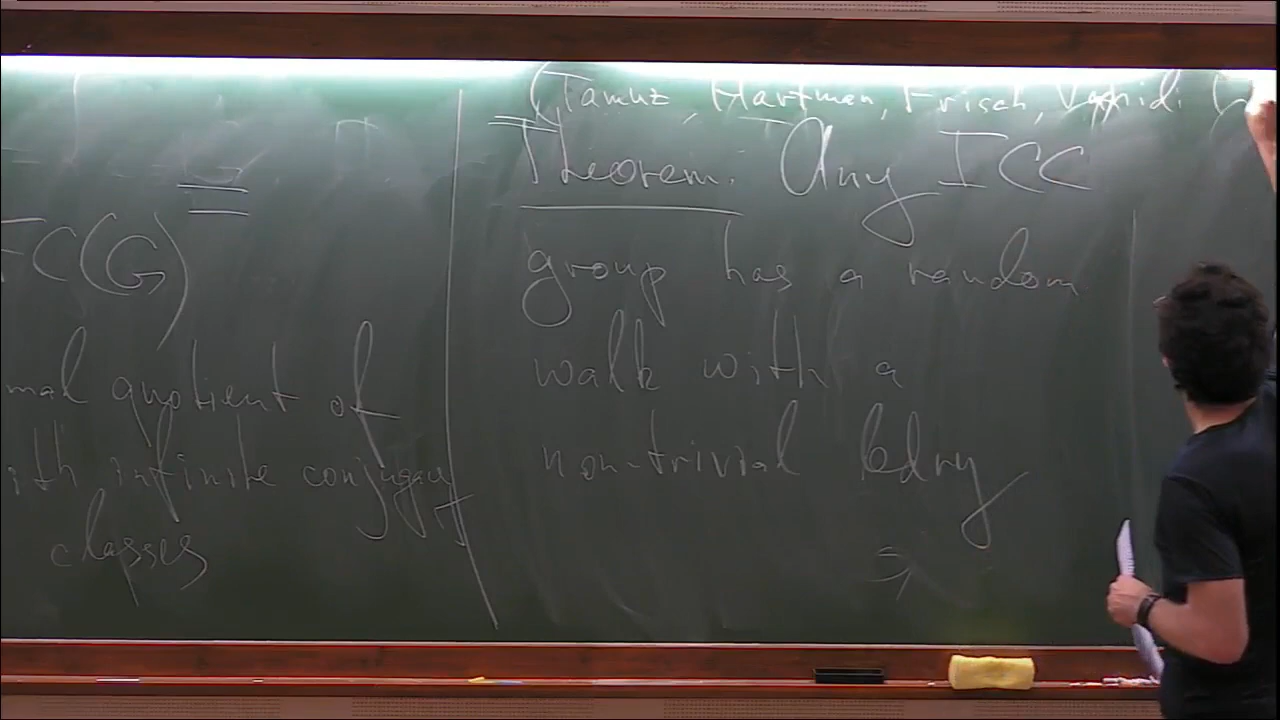 FC(G)
mal quotient of
ith infinite conjugacy
classes
(Tamuz, Hartman, Frisch,
Theorem. Any ICC
group has a random
walk with a
non-trivial bdry